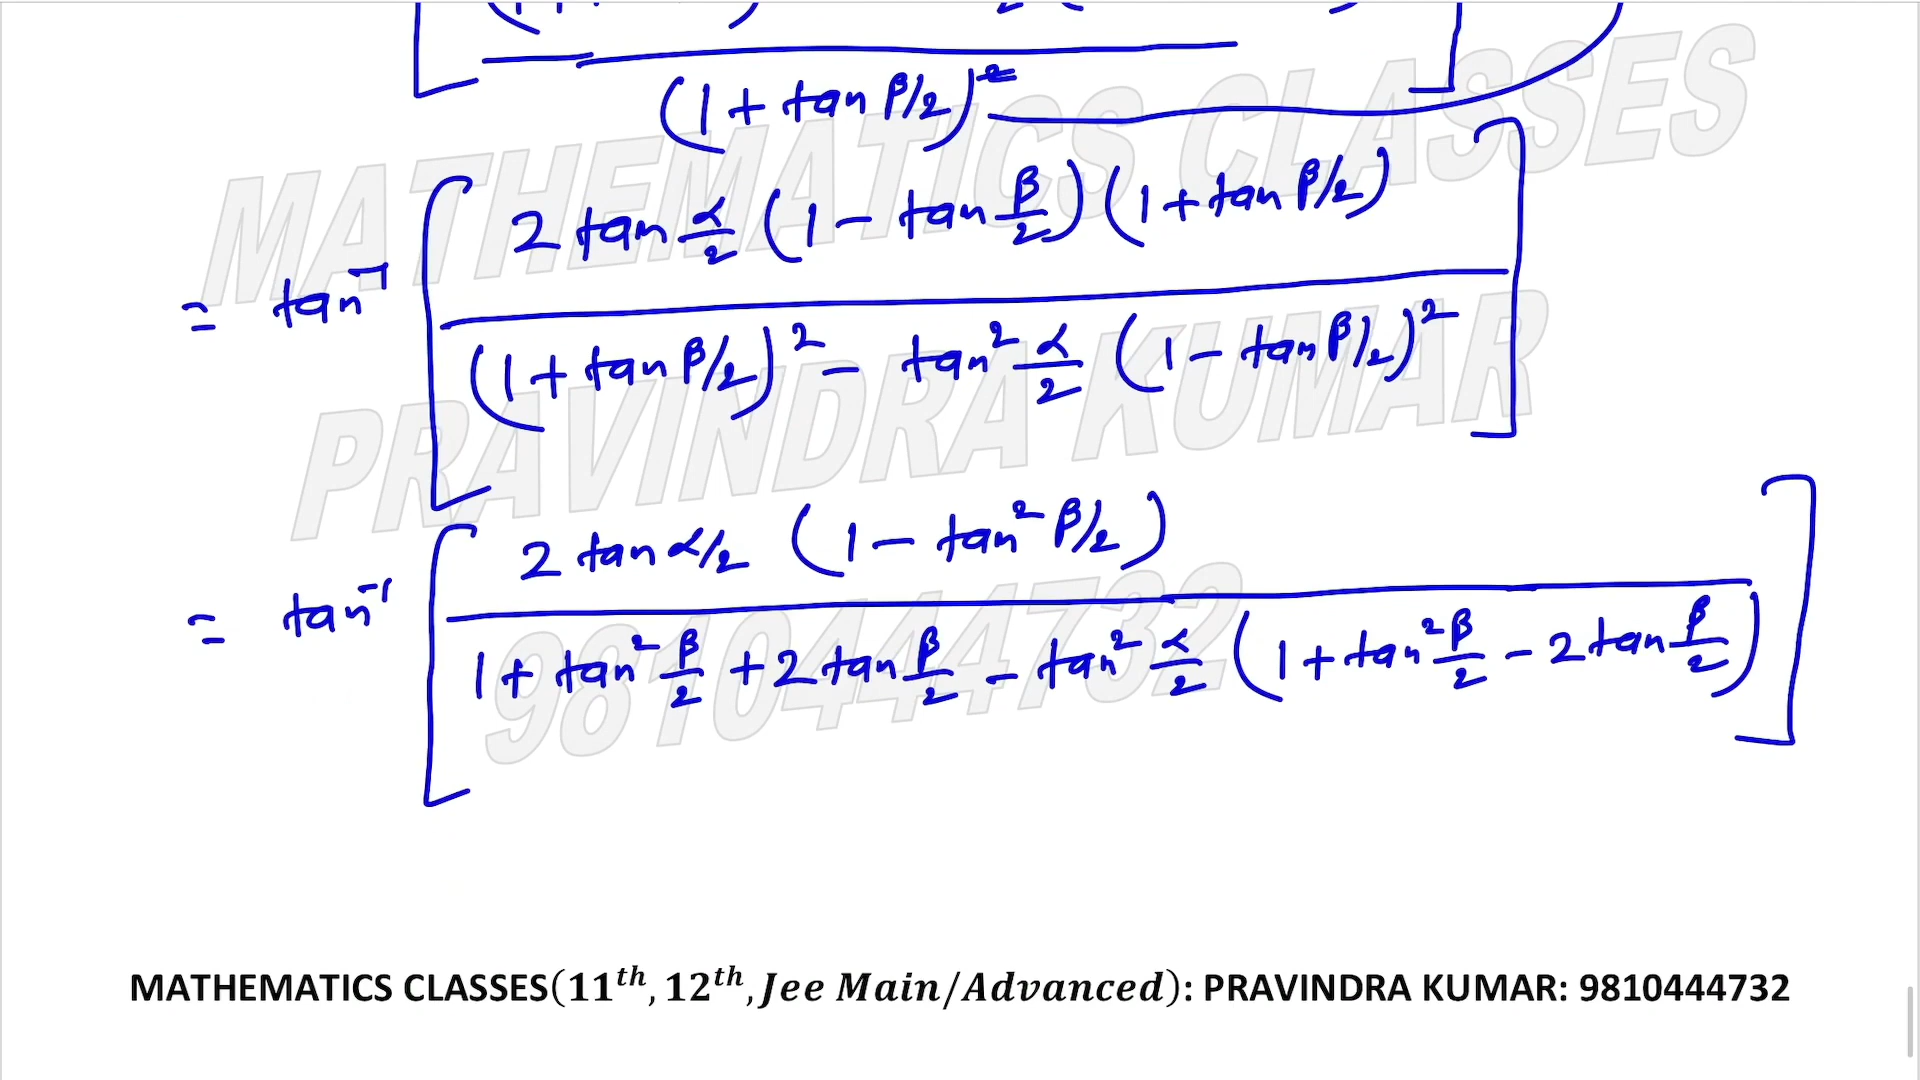 (1 + tan β/2)²
= tan⁻¹ [ 2 tan α/2 (1 − tan β/2) (1 + tan β/2)
(1 + tan β/2)² − tan² α/2 (1 − tan β/2)² ]
= tan⁻¹ [ 2 tan α/2 (1 − tan² β/2)
1 + tan² β/2 + 2 tan β/2 − tan² α/2 (1 + tan² β/2 − 2 tan β/2) ]
MATHEMATICS CLASSES
PRAVINDRA KUMAR
9810444732
MATHEMATICS CLASSES(11ᵗʰ, 12ᵗʰ, Jee Main/Advanced): PRAVINDRA KUMAR: 9810444732